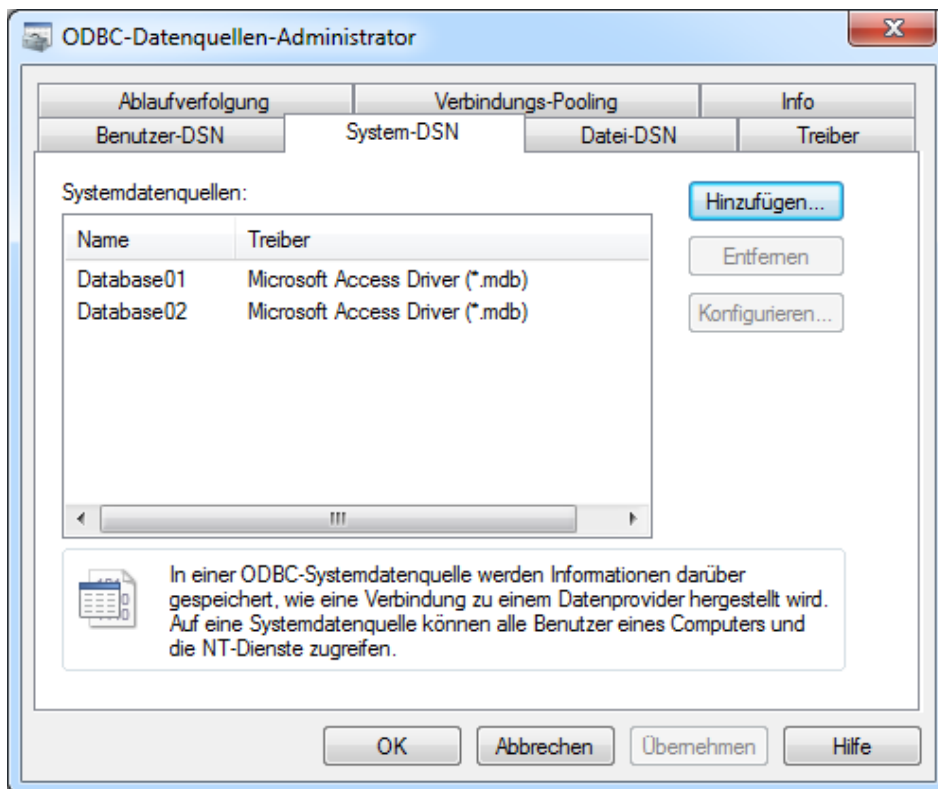 ODBC-Datenquellen-Administrator
Ablaufverfolgung Verbindungs-Pooling Info
Benutzer-DSN System-DSN Datei-DSN Treiber
Systemdatenquellen:
Hinzufügen...
Name Treiber
Entfernen
Database01 Microsoft Access Driver (*.mdb)
Database02 Microsoft Access Driver (*.mdb)
Konfigurieren...
In einer ODBC-Systemdatenquelle werden Informationen darüber
gespeichert, wie eine Verbindung zu einem Datenprovider hergestellt wird.
Auf eine Systemdatenquelle können alle Benutzer eines Computers und
die NT-Dienste zugreifen.
OK Abbrechen Übernehmen Hilfe